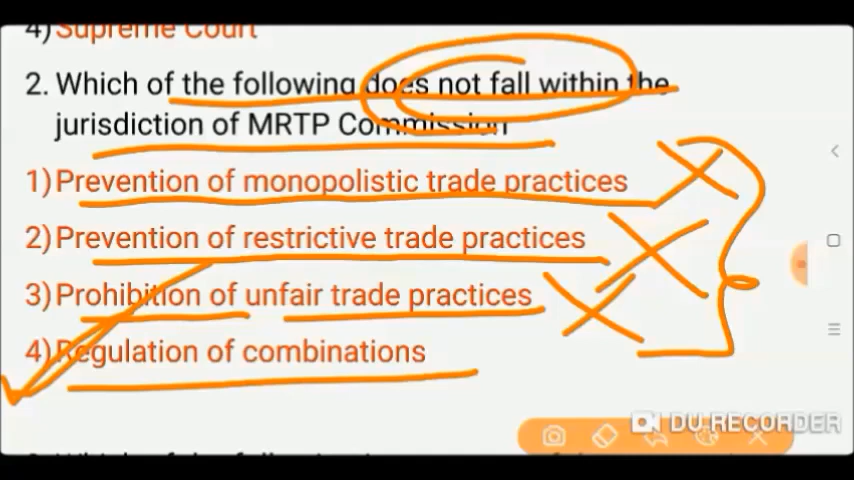 4) Supreme Court
2. Which of the following does not fall within the
jurisdiction of MRTP Commission
1) Prevention of monopolistic trade practices
2) Prevention of restrictive trade practices
3) Prohibition of unfair trade practices
4) Regulation of combinations
DU RECORDER